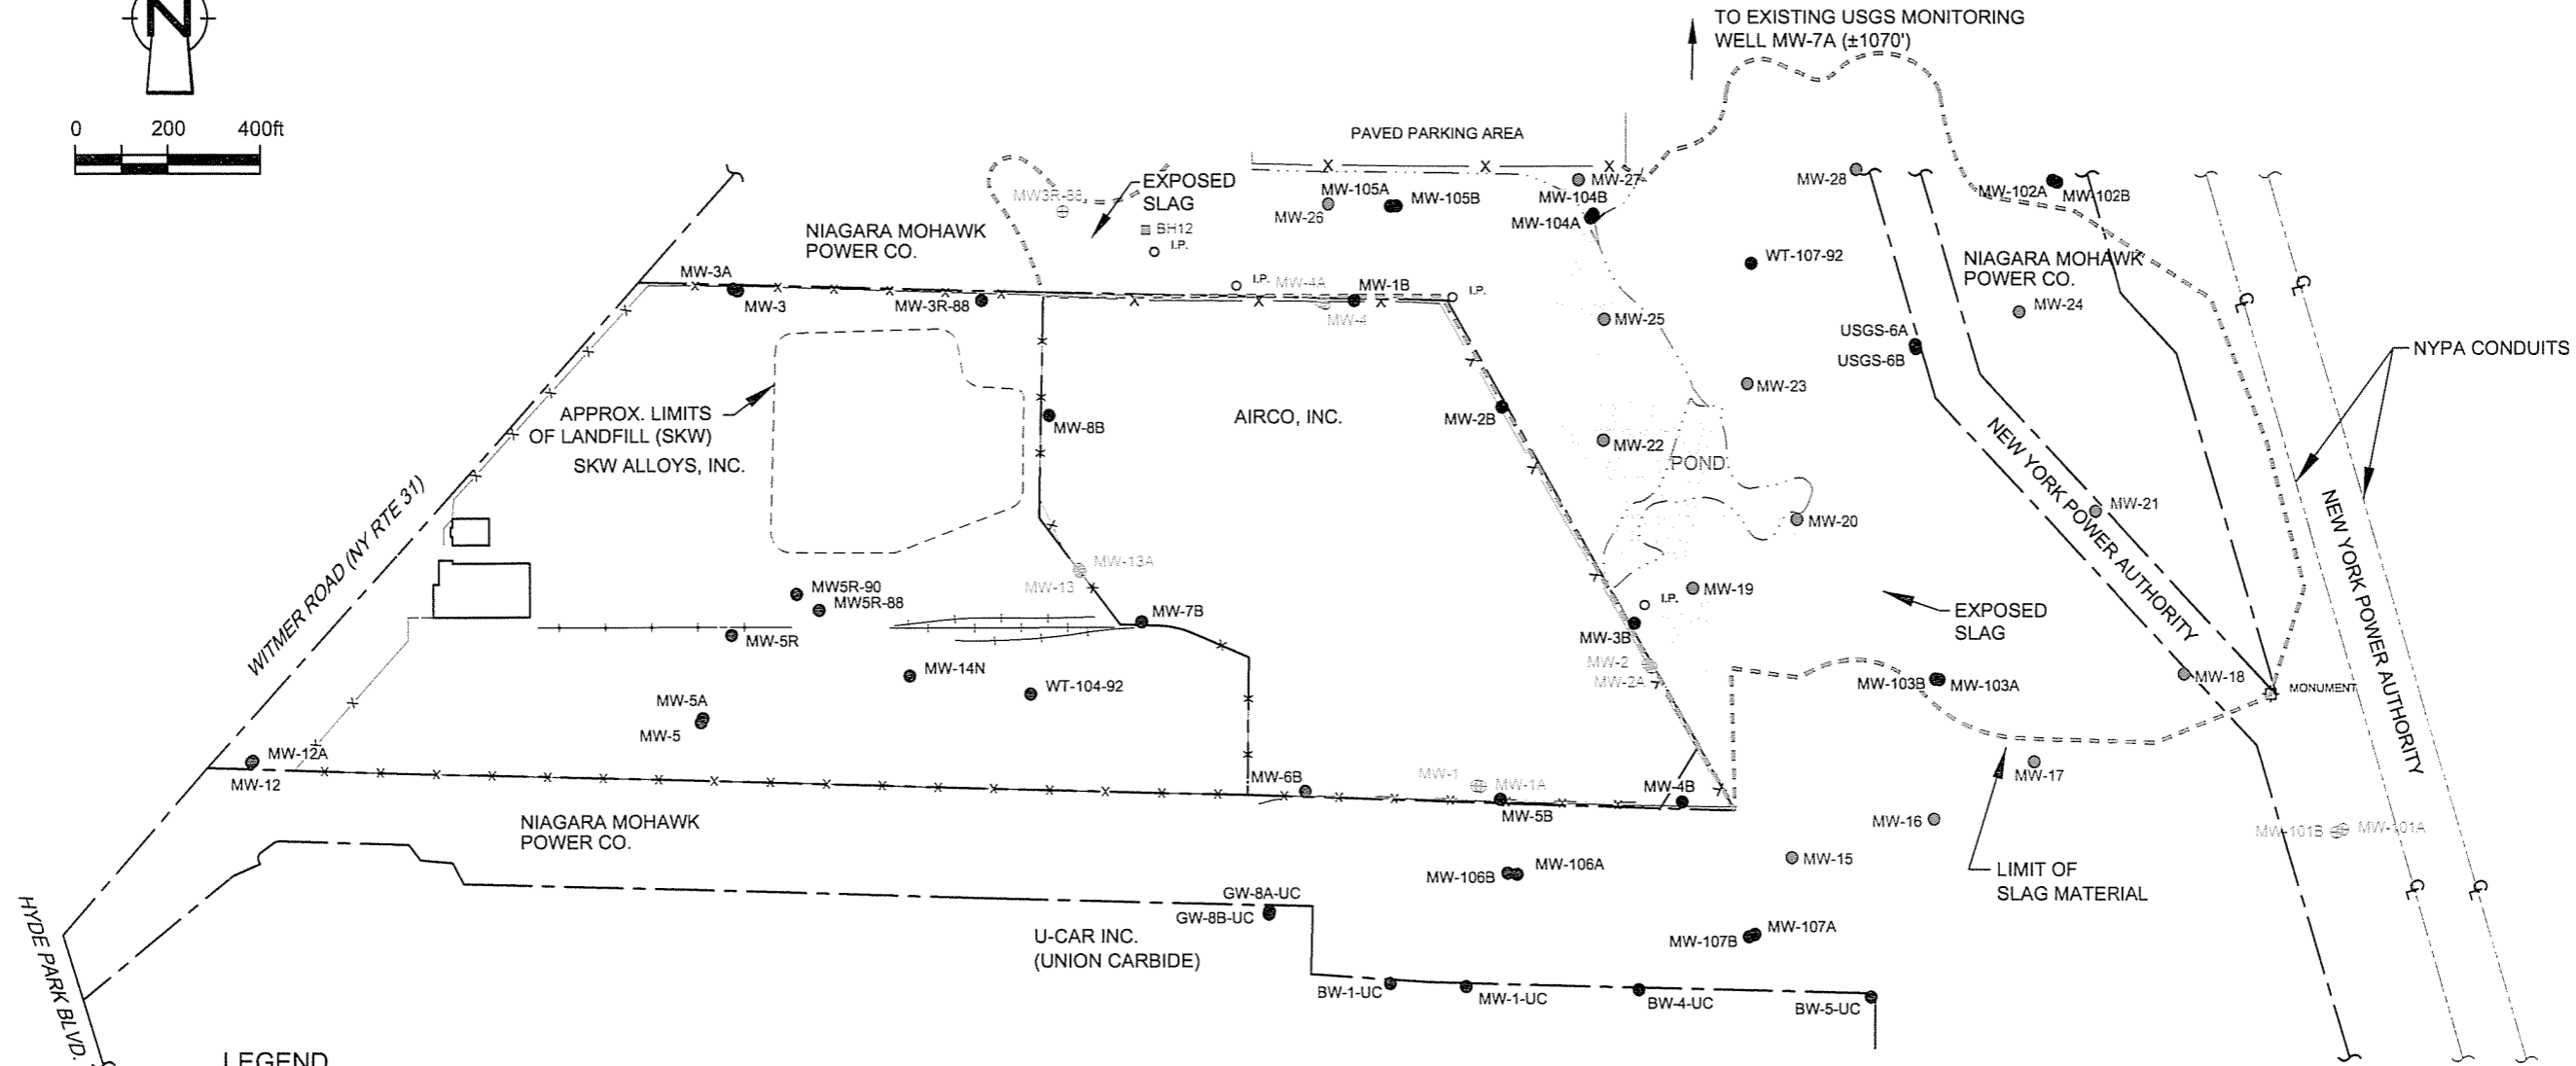 N
0 200 400ft
TO EXISTING USGS MONITORING
WELL MW-7A (±1070')
PAVED PARKING AREA
EXPOSED
SLAG
MW3R-88
BH12
I.P.
NIAGARA MOHAWK
POWER CO.
MW-105A
MW-105B
MW-26
MW-27
MW-104B
MW-104A
MW-28
MW-102A
MW-102B
WT-107-92
NIAGARA MOHAWK
POWER CO.
MW-24
MW-3A
MW-3
MW-3R-88
I.P.
MW-4A
MW-4
MW-1B
I.P.
MW-25
USGS-6A
USGS-6B
NYPA CONDUITS
MW-23
APPROX. LIMITS
OF LANDFILL (SKW)
SKW ALLOYS, INC.
MW-8B
AIRCO, INC.
MW-2B
MW-22
POND
MW-20
MW-21
NEW YORK POWER AUTHORITY
NEW YORK POWER AUTHORITY
WITMER ROAD (NY RTE 31)
MW-13A
MW-13
MW5R-90
MW5R-88
MW-5R
MW-7B
MW-19
I.P.
MW-3B
MW-2
MW-2A
EXPOSED
SLAG
MW-14N
WT-104-92
MW-103B
MW-103A
MW-18
MONUMENT
MW-5A
MW-5
MW-12A
MW-12
MW-6B
MW-1
MW-1A
MW-5B
MW-4B
MW-17
MW-16
MW-15
MW-101B
MW-101A
NIAGARA MOHAWK
POWER CO.
MW-106B
MW-106A
LIMIT OF
SLAG MATERIAL
GW-8A-UC
GW-8B-UC
U-CAR INC.
(UNION CARBIDE)
MW-107B
MW-107A
BW-1-UC
MW-1-UC
BW-4-UC
BW-5-UC
HYDE PARK BLVD.
LEGEND